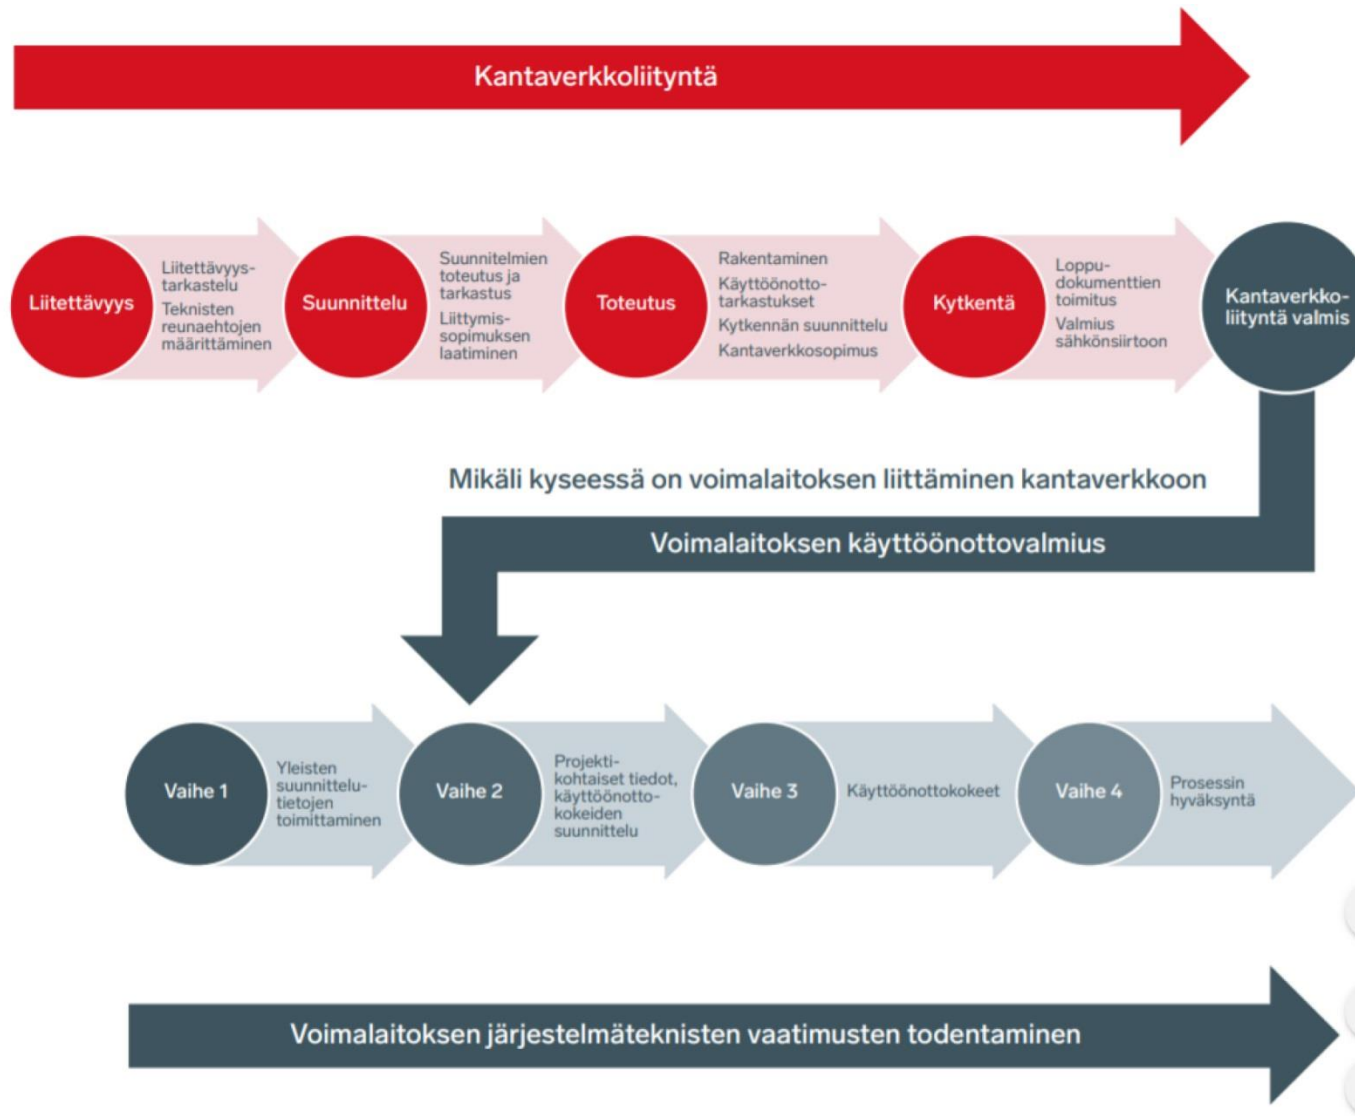 Kantaverkkoliityntä
Liitettävyys
Liitettävyys-
tarkastelu
Teknisten
reunaehtojen
määrittäminen
Suunnittelu
Suunnitelmien
toteutus ja
tarkastus
Liittymis-
sopimuksen
laatiminen
Toteutus
Rakentaminen
Käyttöönotto-
tarkastukset
Kytkennän suunnittelu
Kantaverkkosopimus
Kytkentä
Loppu-
dokumenttien
toimitus
Valmius
sähkönsiirtoon
Kantaverkko-
liityntä valmis
Mikäli kyseessä on voimalaitoksen liittäminen kantaverkkoon
Voimalaitoksen käyttöönottovalmius
Vaihe 1
Yleisten
suunnittelu-
tietojen
toimittaminen
Vaihe 2
Projekti-
kohtaiset tiedot,
käyttöönotto-
kokeiden
suunnittelu
Vaihe 3
Käyttöönottokokeet
Vaihe 4
Prosessin
hyväksyntä
Voimalaitoksen järjestelmäteknisten vaatimusten todentaminen